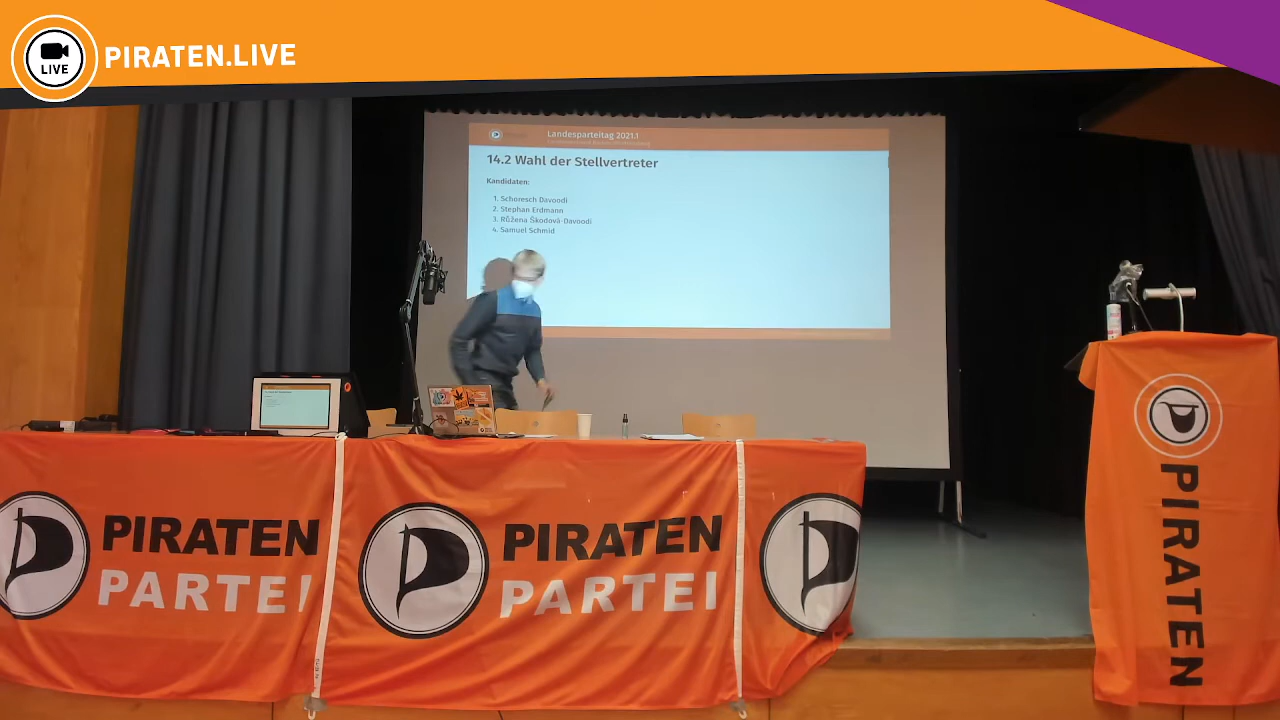 LIVE
PIRATEN.LIVE
Landesparteitag 2021.1
14.2 Wahl der Stellvertreter
Kandidaten:
1. Schoresch Davoodi
2. Stephan Erdmann
3. Růžena Škodová-Davoodi
4. Samuel Schmid
PIRATEN
PARTEI
PIRATEN
PARTEI
PIRATEN